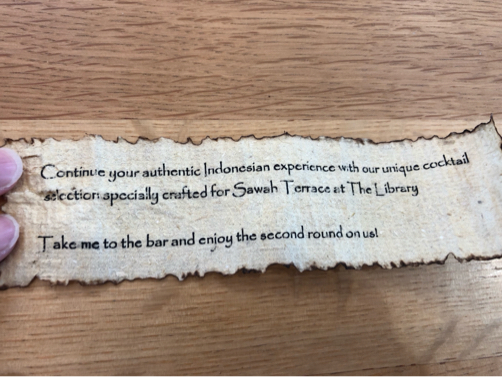 Continue your authentic Indonesian experience with our unique cocktail
selection specially crafted for Sawah Terrace at The Library
Take me to the bar and enjoy the second round on us!